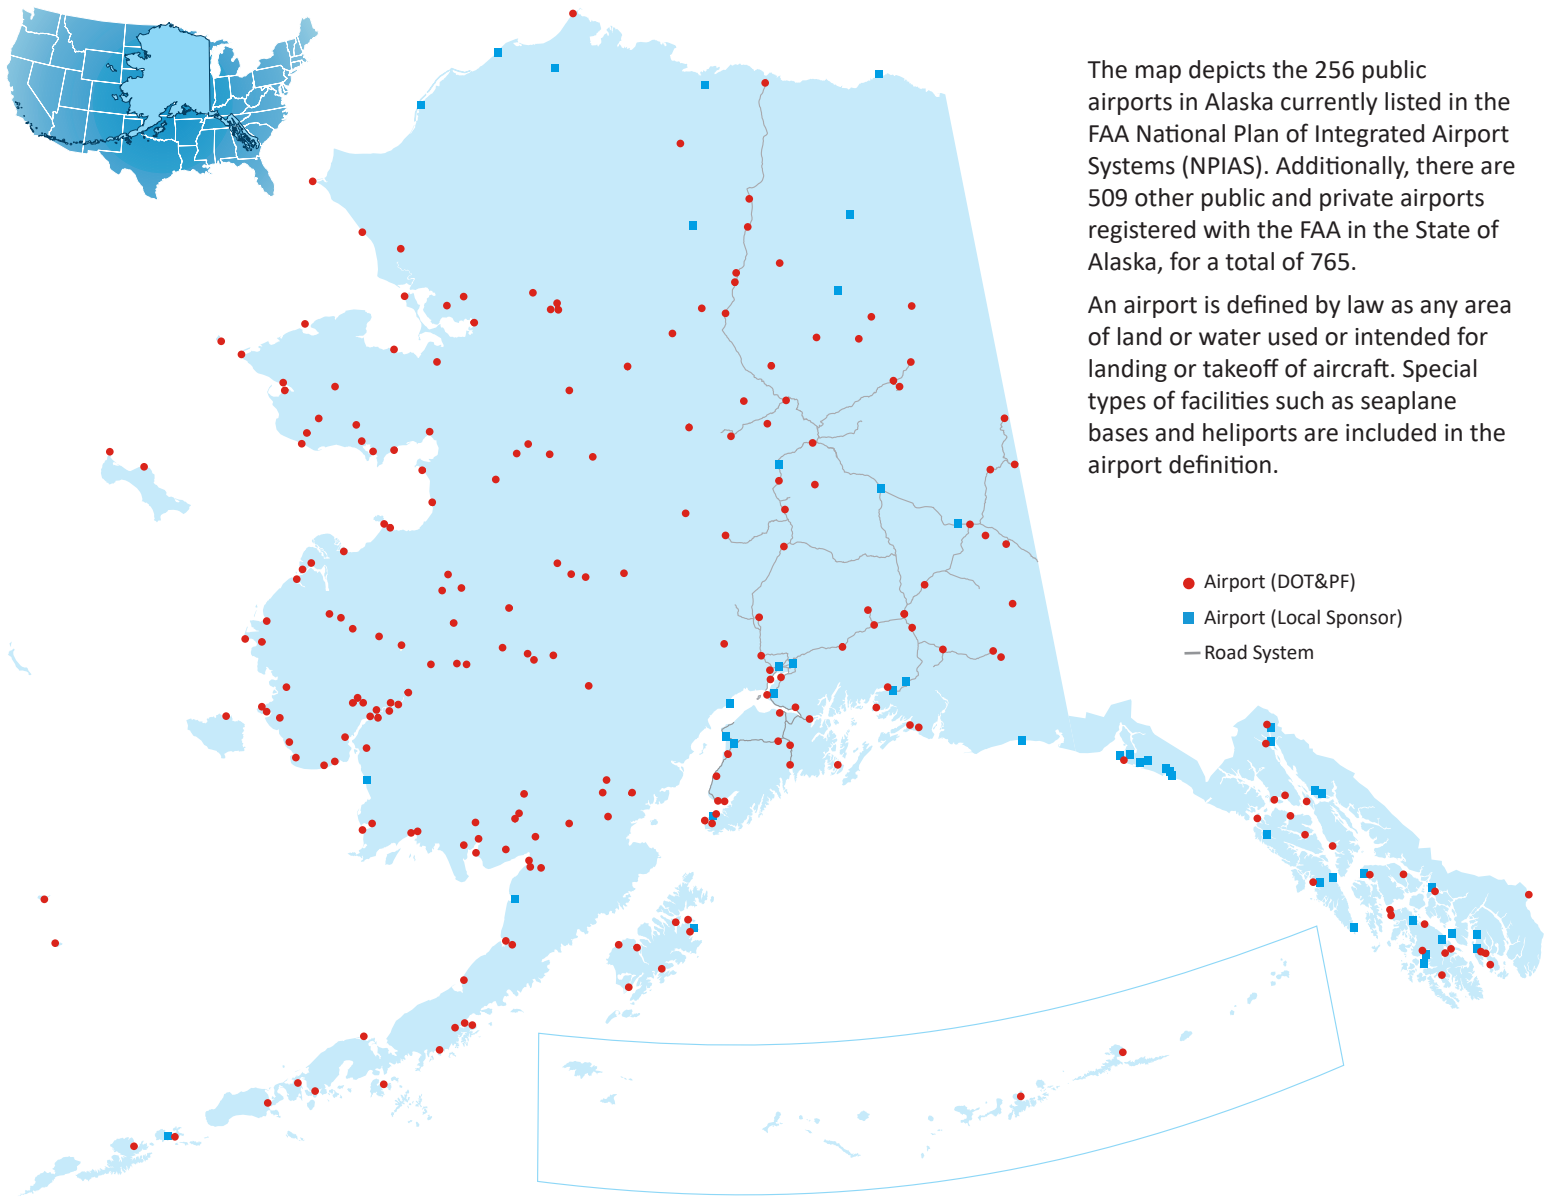 The map depicts the 256 public
airports in Alaska currently listed in the
FAA National Plan of Integrated Airport
Systems (NPIAS). Additionally, there are
509 other public and private airports
registered with the FAA in the State of
Alaska, for a total of 765.
An airport is defined by law as any area
of land or water used or intended for
landing or takeoff of aircraft. Special
types of facilities such as seaplane
bases and heliports are included in the
airport definition.
Airport (DOT&PF)
Airport (Local Sponsor)
Road System